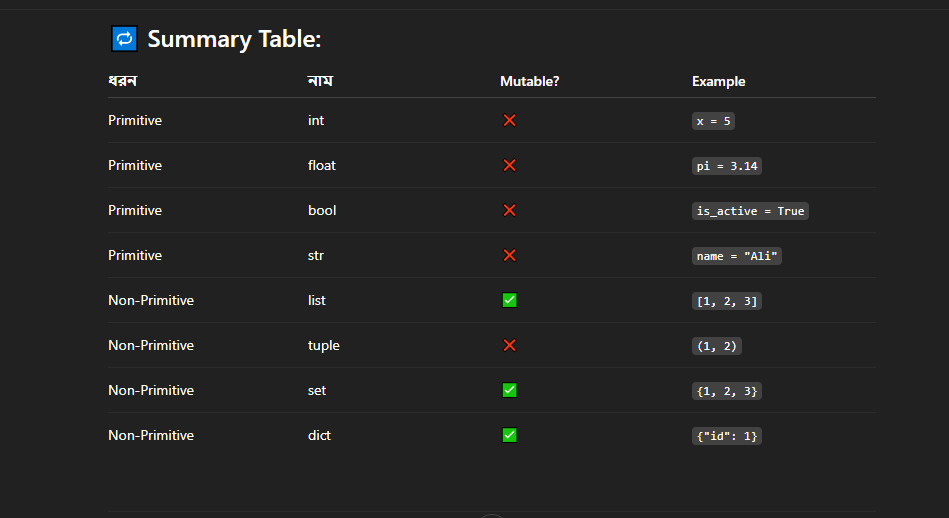 Summary Table:
ধরন নাম Mutable? Example
Primitive int ❌ x = 5
Primitive float ❌ pi = 3.14
Primitive bool ❌ is_active = True
Primitive str ❌ name = "Ali"
Non-Primitive list ✅ [1, 2, 3]
Non-Primitive tuple ❌ (1, 2)
Non-Primitive set ✅ {1, 2, 3}
Non-Primitive dict ✅ {"id": 1}